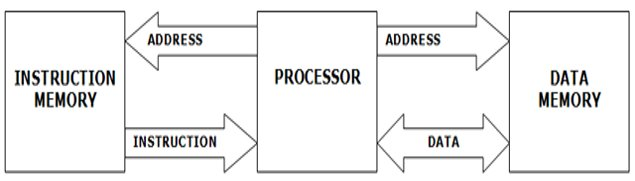 ADDRESS
ADDRESS
INSTRUCTION
MEMORY
PROCESSOR
DATA
MEMORY
INSTRUCTION
DATA